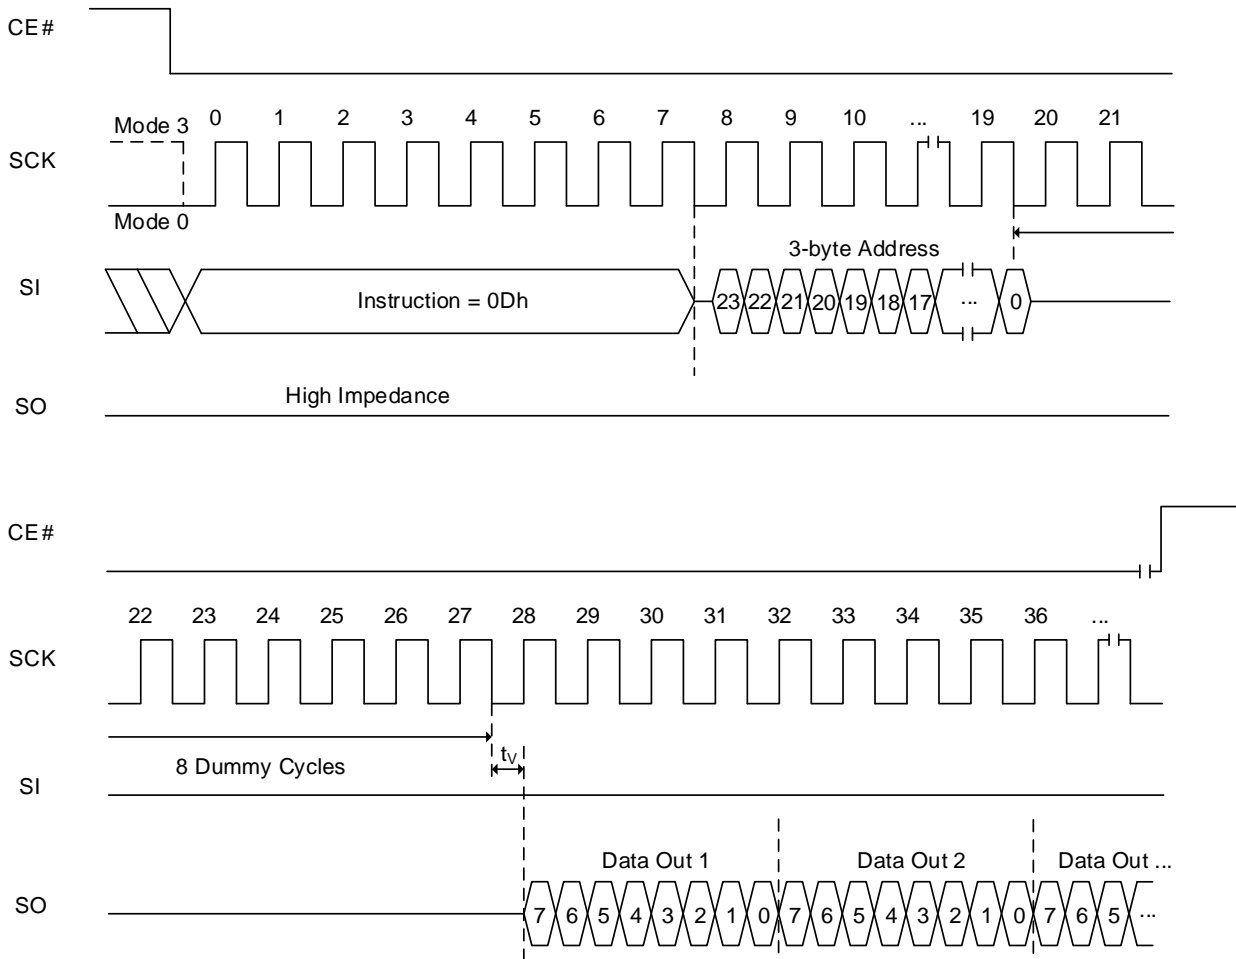 CE#
Mode 3 0 1 2 3 4 5 6 7 8 9 10 ... 19 20 21
SCK
Mode 0
3-byte Address
SI Instruction = 0Dh 23 22 21 20 19 18 17 ... 0
High Impedance
SO
CE#
22 23 24 25 26 27 28 29 30 31 32 33 34 35 36 ...
SCK
tV
8 Dummy Cycles
SI
Data Out 1 Data Out 2 Data Out ...
SO 7 6 5 4 3 2 1 0 7 6 5 4 3 2 1 0 7 6 5 ...